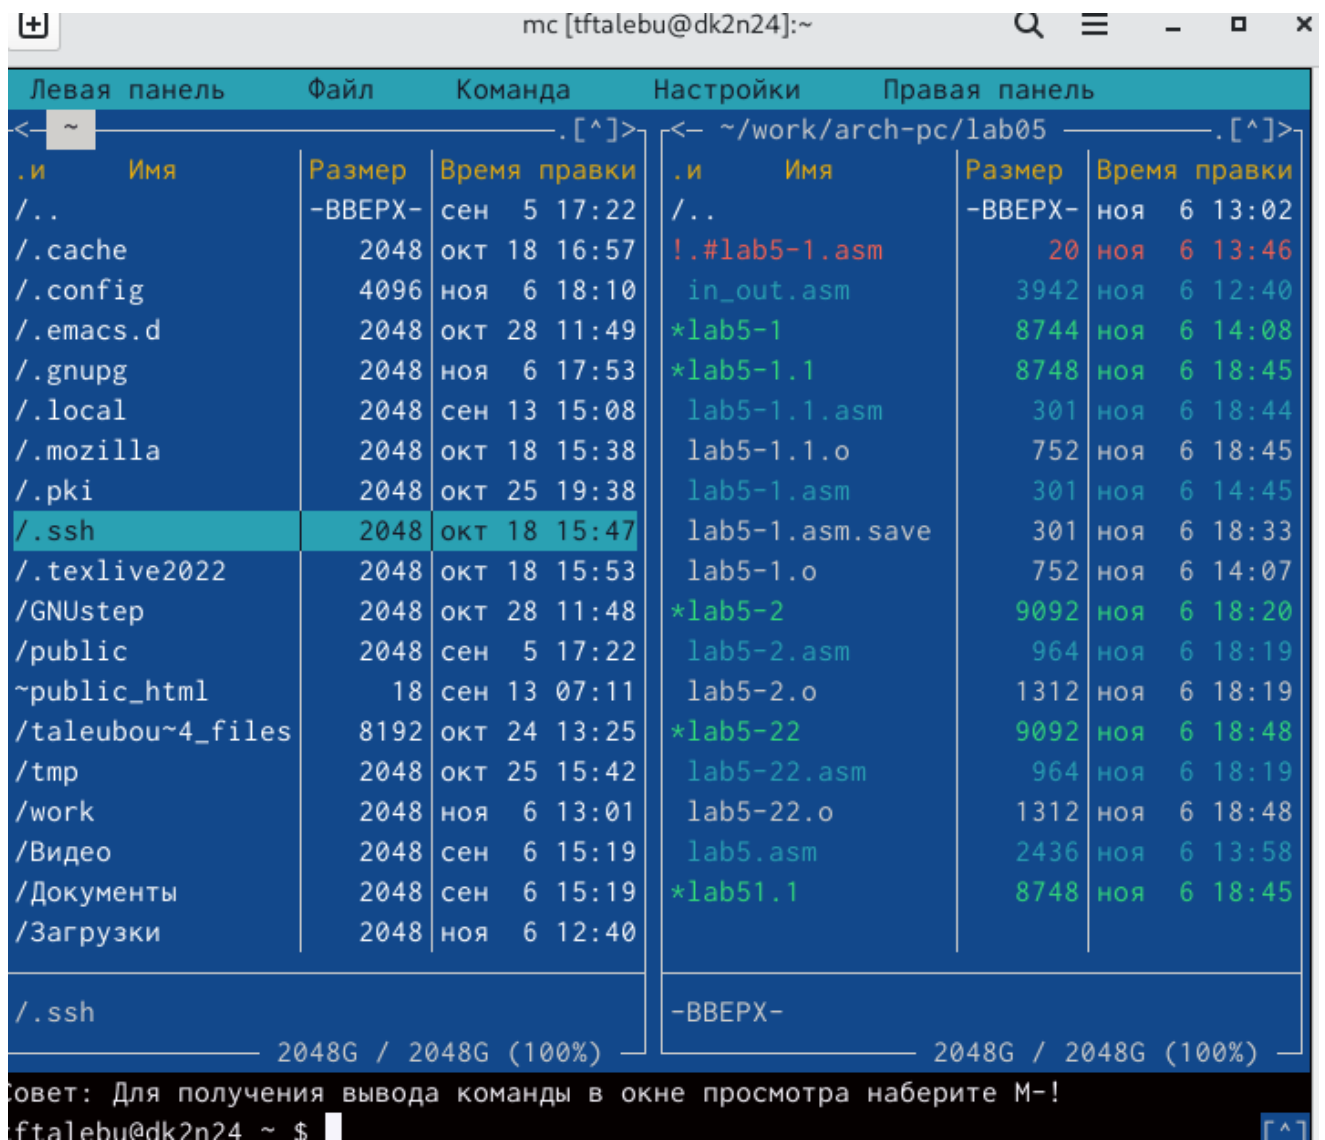 mc [tftalebu@dk2n24]:~
Левая панель Файл Команда Настройки Правая панель
<— ~ .[^]>
.и Имя Размер Время правки
/.. -ВВЕРХ- сен 5 17:22
/.cache 2048 окт 18 16:57
/.config 4096 ноя 6 18:10
/.emacs.d 2048 окт 28 11:49
/.gnupg 2048 ноя 6 17:53
/.local 2048 сен 13 15:08
/.mozilla 2048 окт 18 15:38
/.pki 2048 окт 25 19:38
/.ssh 2048 окт 18 15:47
/.texlive2022 2048 окт 18 15:53
/GNUstep 2048 окт 28 11:48
/public 2048 сен 5 17:22
~public_html 18 сен 13 07:11
/taleubou~4_files 8192 окт 24 13:25
/tmp 2048 окт 25 15:42
/work 2048 ноя 6 13:01
/Видео 2048 сен 6 15:19
/Документы 2048 сен 6 15:19
/Загрузки 2048 ноя 6 12:40
/.ssh
2048G / 2048G (100%)
<— ~/work/arch-pc/lab05 .[^]>
.и Имя Размер Время правки
/.. -ВВЕРХ- ноя 6 13:02
!.#lab5-1.asm 20 ноя 6 13:46
in_out.asm 3942 ноя 6 12:40
*lab5-1 8744 ноя 6 14:08
*lab5-1.1 8748 ноя 6 18:45
lab5-1.1.asm 301 ноя 6 18:44
lab5-1.1.o 752 ноя 6 18:45
lab5-1.asm 301 ноя 6 14:45
lab5-1.asm.save 301 ноя 6 18:33
lab5-1.o 752 ноя 6 14:07
*lab5-2 9092 ноя 6 18:20
lab5-2.asm 964 ноя 6 18:19
lab5-2.o 1312 ноя 6 18:19
*lab5-22 9092 ноя 6 18:48
lab5-22.asm 964 ноя 6 18:19
lab5-22.o 1312 ноя 6 18:48
lab5.asm 2436 ноя 6 13:58
*lab51.1 8748 ноя 6 18:45
-ВВЕРХ-
2048G / 2048G (100%)
Совет: Для получения вывода команды в окне просмотра наберите M-!
tftalebu@dk2n24 ~ $ [^]